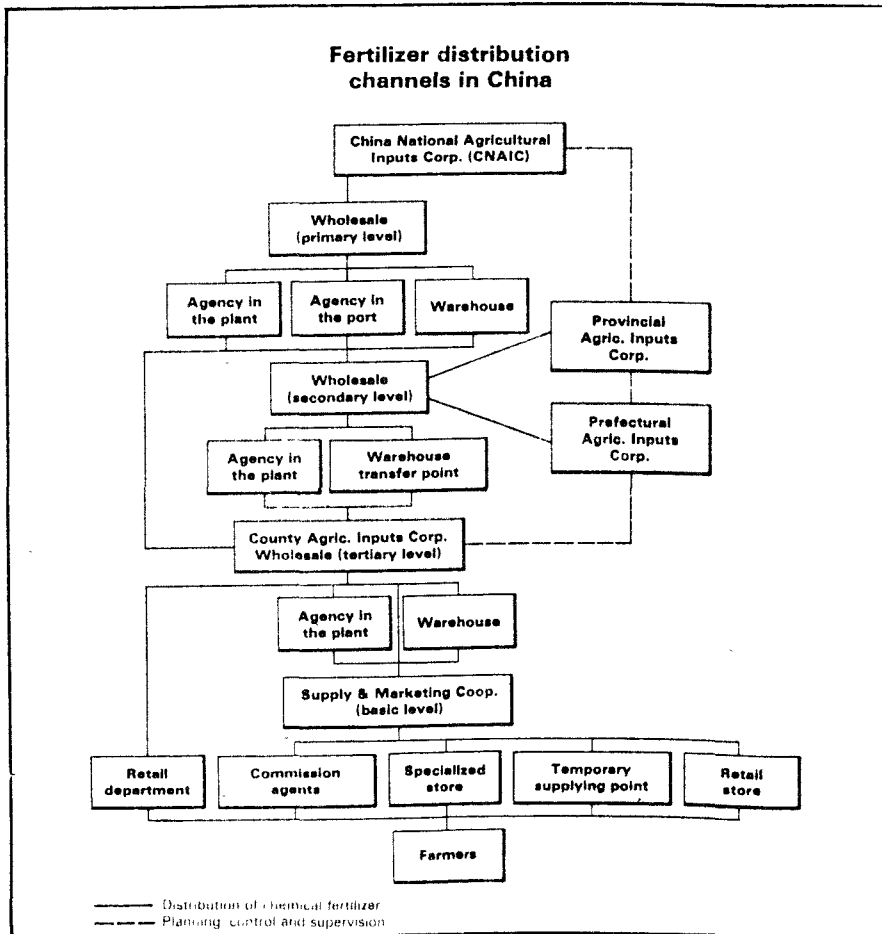 Fertilizer distribution
channels in China
China National Agricultural
Inputs Corp. (CNAIC)
Wholesale
(primary level)
Agency in
the plant
Agency in
the port
Warehouse
Provincial
Agric. Inputs
Corp.
Wholesale
(secondary level)
Prefectural
Agric. Inputs
Corp.
Agency in
the plant
Warehouse
transfer point
County Agric. Inputs Corp.
Wholesale (tertiary level)
Agency in
the plant
Warehouse
Supply & Marketing Coop.
(basic level)
Retail
department
Commission
agents
Specialized
store
Temporary
supplying point
Retail
store
Farmers
Distribution of chemical fertilizer
Planning control and supervision